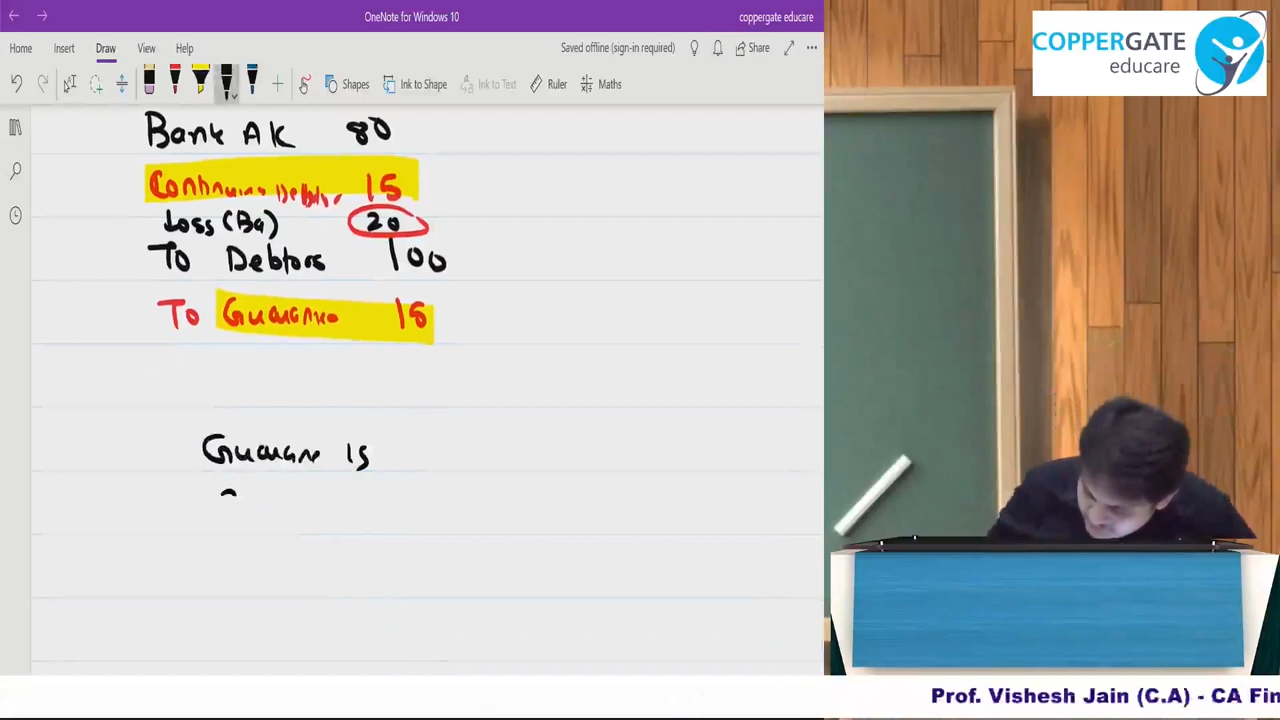 OneNote for Windows 10
coppergate educare
Home Insert Draw View Help
Saved offline (sign-in required)
Share
Shapes
Ink to Shape
Ink to Text
Ruler
Maths
COPPERGATE
educare
Bank A/c 80
15
Loss (Ba) 20
To Debtors 100
To 15
15
Prof. Vishesh Jain (C.A) - CA Fin